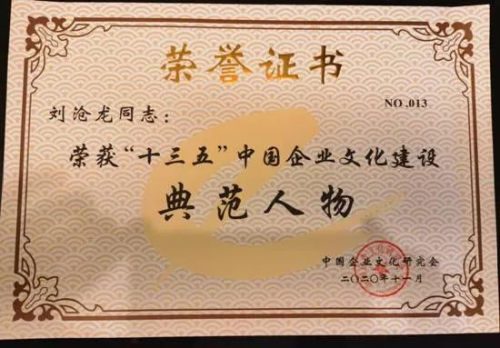 荣誉证书
NO.013
刘沧龙同志：
荣获“十三五”中国企业文化建设
典范人物
中国企业文化研究会
二〇二〇年十一月